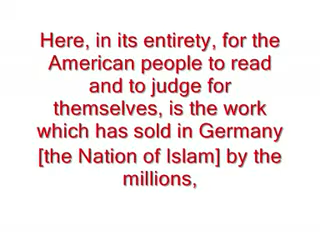 Here, in its entirety, for the
American people to read
and to judge for
themselves, is the work
which has sold in Germany
[the Nation of Islam] by the
millions,